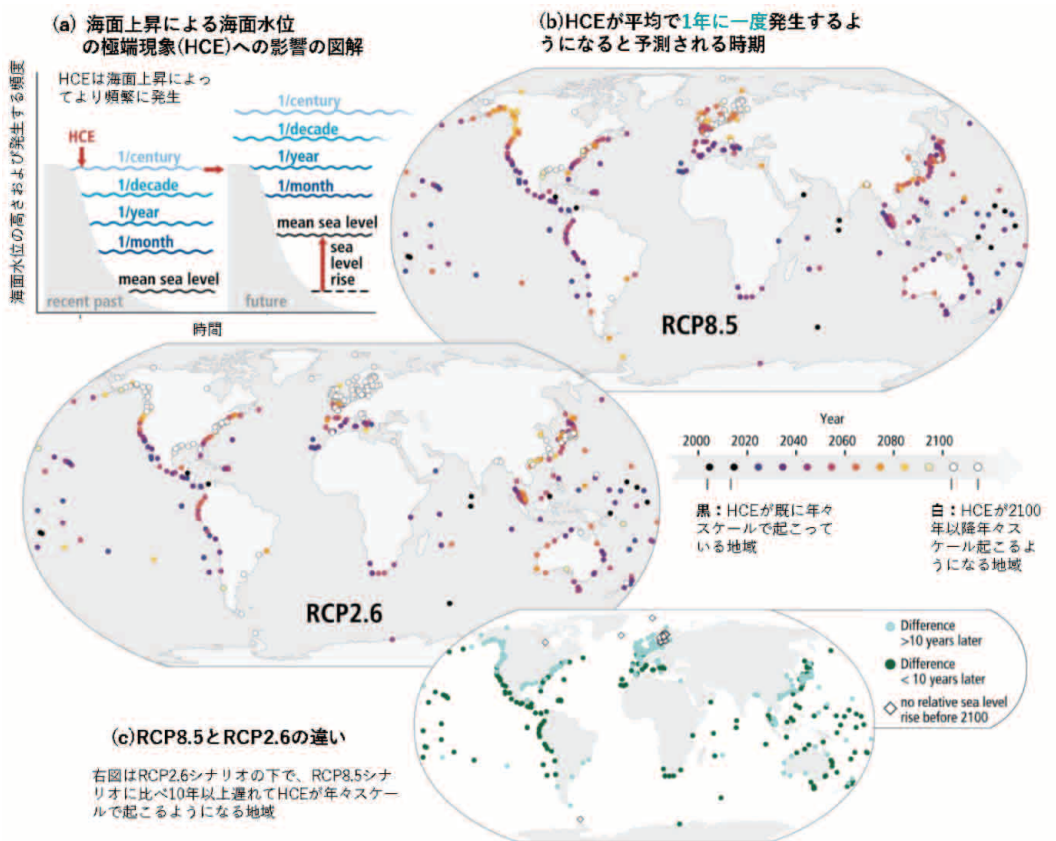 (a) 海面上昇による海面水位
の極端現象(HCE)への影響の図解
HCEは海面上昇によっ
てより頻繁に発生
海面水位の高さおよび発生する頻度
HCE
1/century
1/decade
1/year
1/month
mean sea level
recent past
1/century
1/decade
1/year
1/month
mean sea level
sea
level
rise
future
時間
(b)HCEが平均で1年に一度発生するよ
うになると予測される時期
RCP8.5
RCP2.6
Year
2000 2020 2040 2060 2080 2100
黒：HCEが既に年々
スケールで起こって
いる地域
白：HCEが2100
年以降年々ス
ケール起こるよ
うになる地域
(c)RCP8.5とRCP2.6の違い
右図はRCP2.6シナリオの下で、RCP8.5シナ
リオに比べ10年以上遅れてHCEが年々スケー
ルで起こるようになる地域
Difference
>10 years later
Difference
< 10 years later
no relative sea level
rise before 2100